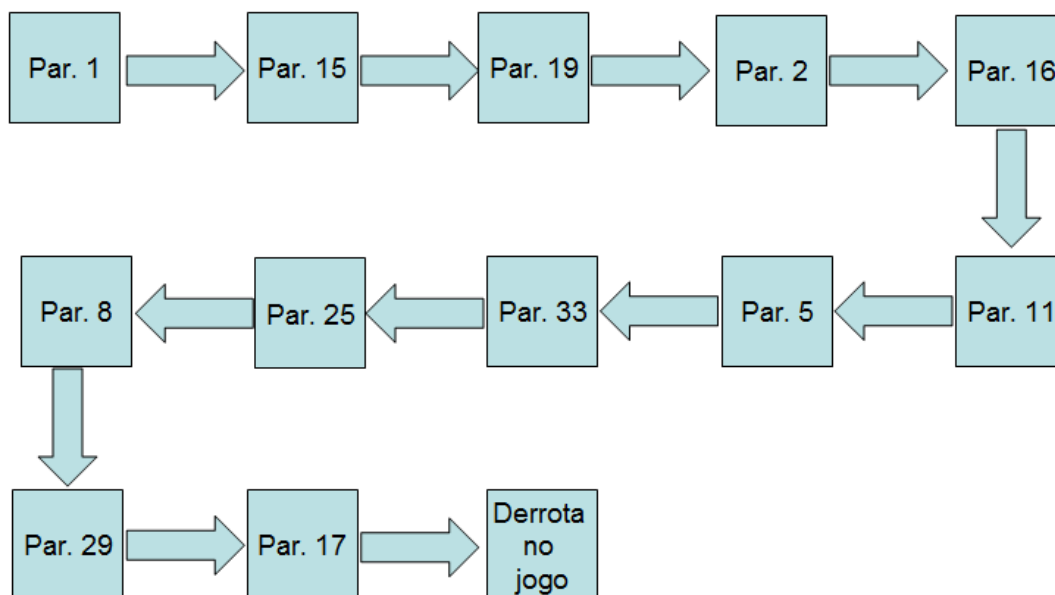 Par. 1
Par. 15
Par. 19
Par. 2
Par. 16
Par. 11
Par. 5
Par. 33
Par. 25
Par. 8
Par. 29
Par. 17
Derrota
no
jogo